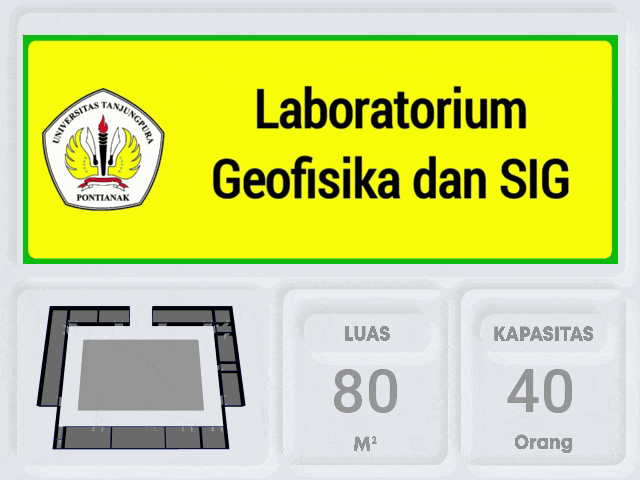 UNIVERSITAS TANJUNGPURA
PONTIANAK
Laboratorium
Geofisika dan SIG
LUAS
80
M²
KAPASITAS
40
Orang